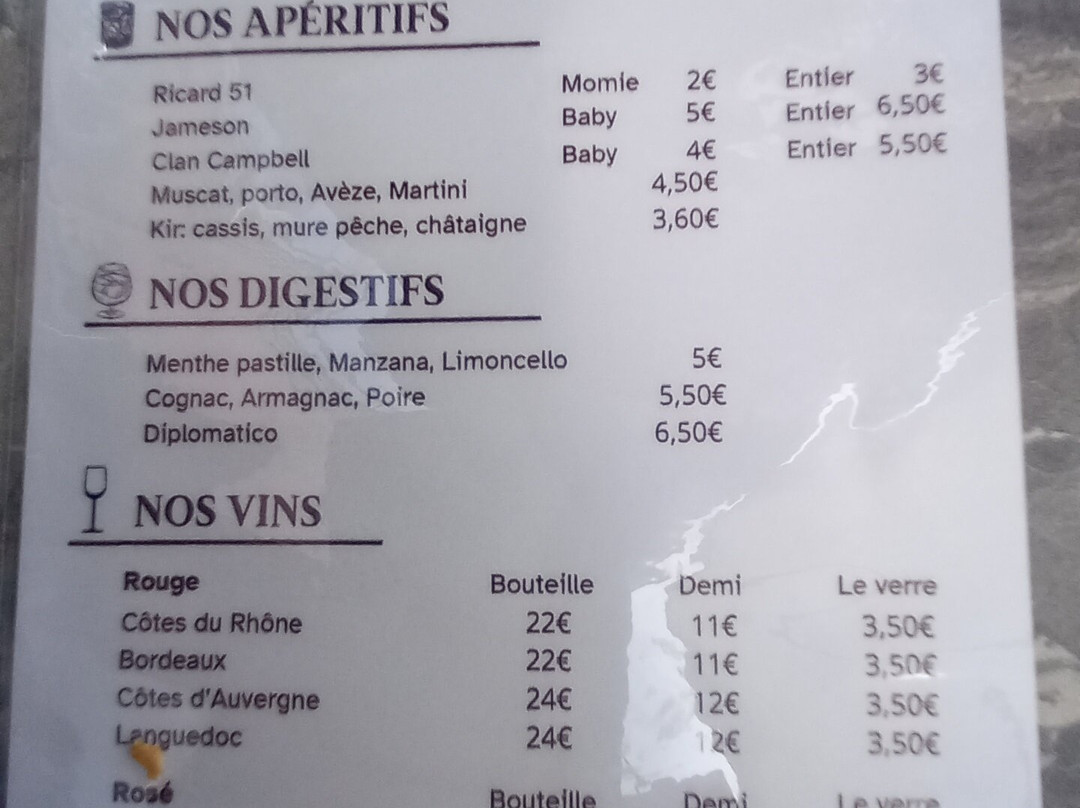 NOS APÉRITIFS
Ricard 51 Momie 2€ Entier 3€
Jameson Baby 5€ Entier 6,50€
Clan Campbell Baby 4€ Entier 5,50€
Muscat, porto, Avèze, Martini 4,50€
Kir: cassis, mure pêche, châtaigne 3,60€
NOS DIGESTIFS
Menthe pastille, Manzana, Limoncello 5€
Cognac, Armagnac, Poire 5,50€
Diplomatico 6,50€
NOS VINS
Rouge Bouteille Demi Le verre
Côtes du Rhône 22€ 11€ 3,50€
Bordeaux 22€ 11€ 3,50€
Côtes d'Auvergne 24€ 12€ 3,50€
Languedoc 24€ 12€ 3,50€
Rosé Bouteille Demi Le verre